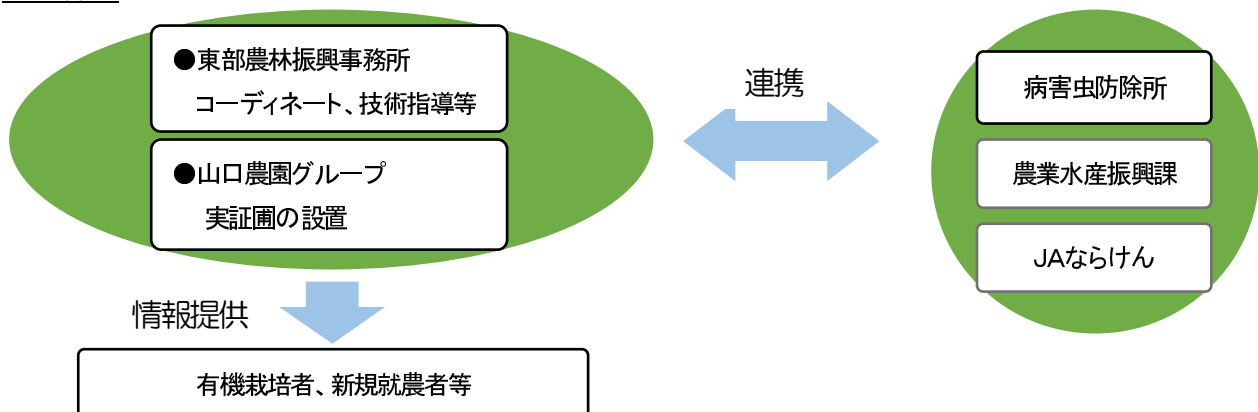 ●東部農林振興事務所
コーディネート、技術指導等
●山口農園グループ
実証圃の設置
連携
病害虫防除所
農業水産振興課
JAならけん
情報提供
有機栽培者、新規就農者等